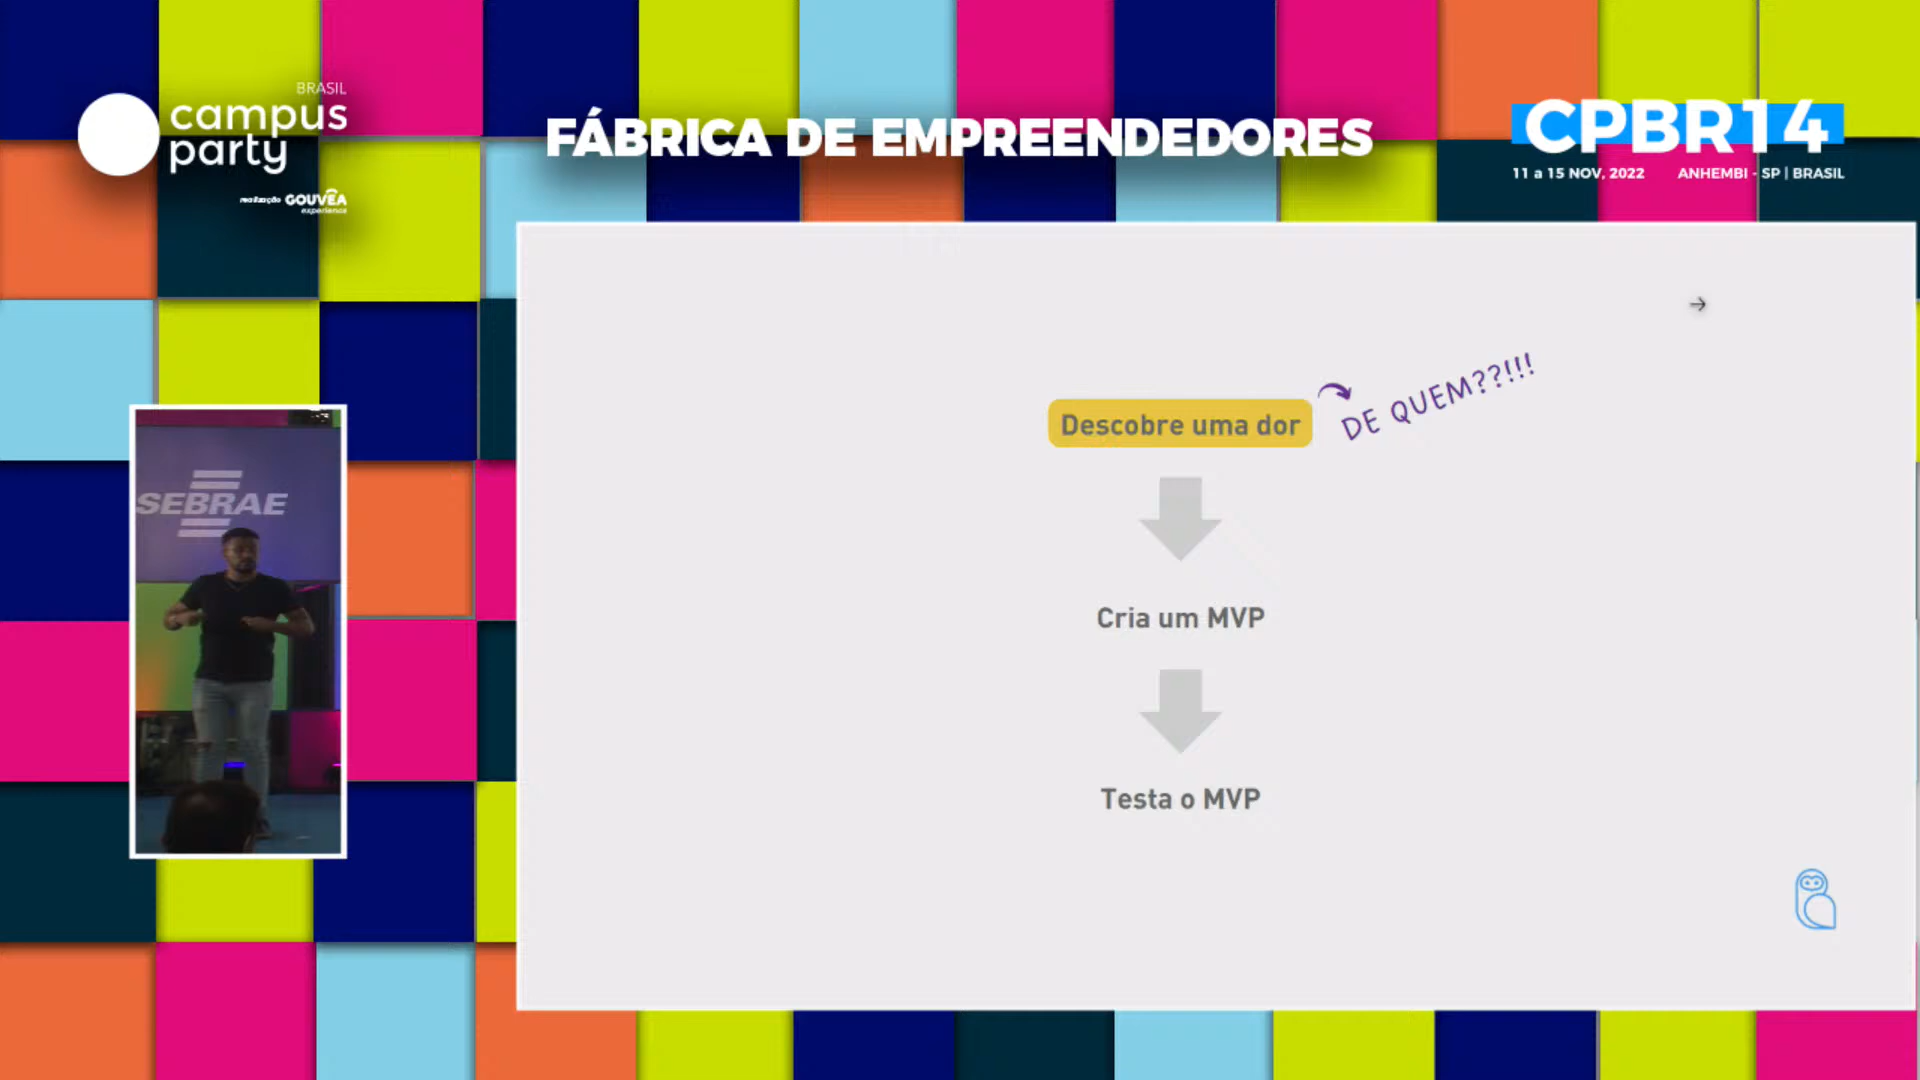 BRASIL
campus
party
realização GOUVÊA
experience
FÁBRICA DE EMPREENDEDORES
CPBR14
11 a 15 NOV, 2022 ANHEMBI - SP | BRASIL
SEBRAE
Descobre uma dor
DE QUEM??!!!
Cria um MVP
Testa o MVP